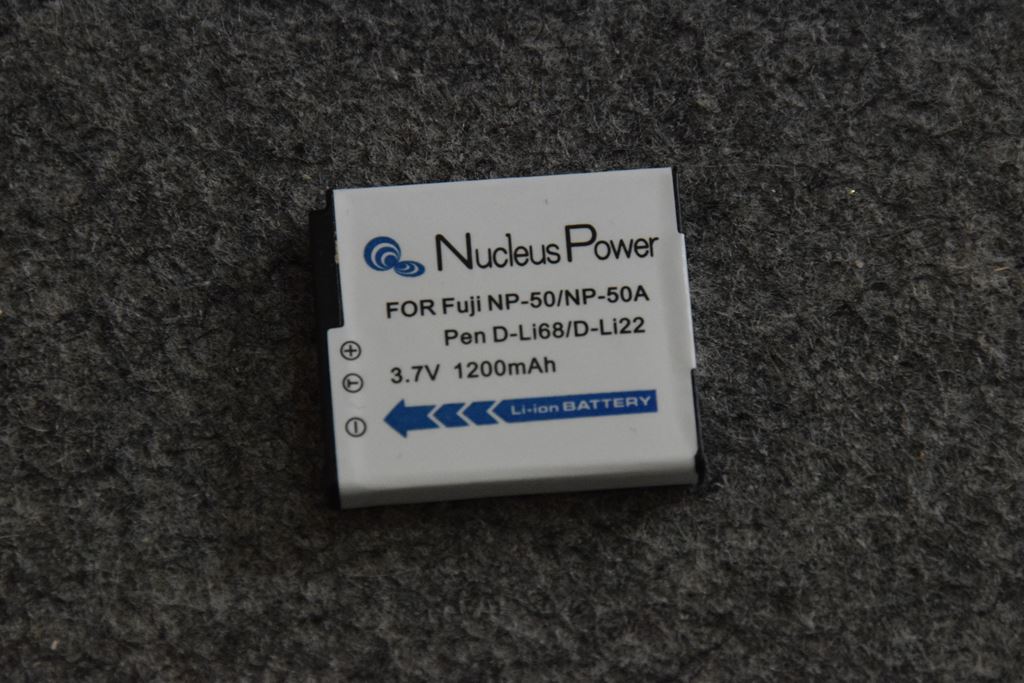 Nucleus Power
FOR Fuji NP-50/NP-50A
Pen D-Li68/D-Li22
3.7V 1200mAh
+
T
Li-ion BATTERY
-